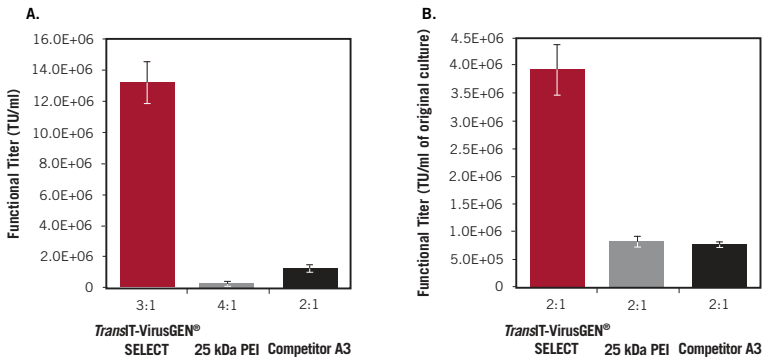 A.
Functional Titer (TU/ml)
16.0E+06
14.0E+06
12.0E+06
10.0E+06
8.0E+06
6.0E+06
4.0E+06
2.0E+06
0
3:1 4:1 2:1
TransIT-VirusGEN®
SELECT 25 kDa PEI Competitor A3
B.
Functional Titer (TU/ml of original culture)
4.5E+06
4.0E+06
3.5E+06
3.0E+06
2.5E+06
2.0E+06
1.5E+06
1.0E+06
5.0E+05
0
2:1 2:1 2:1
TransIT-VirusGEN®
SELECT 25 kDa PEI Competitor A3